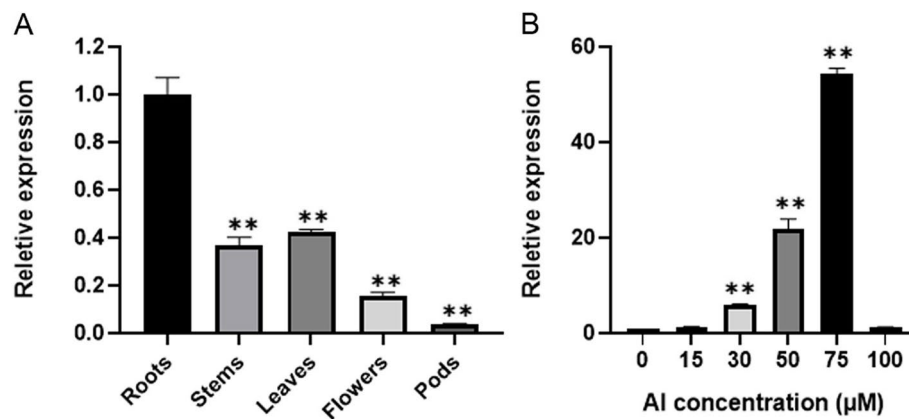 A
Reletive expression
1.2
1.0
0.8
0.6
0.4
0.2
0.0
**
**
**
**
Roots
Stems
Leaves
Flowers
Pods
B
Reletive expression
60
40
20
0
**
**
**
0 15 30 50 75 100
Al concentration (μM)